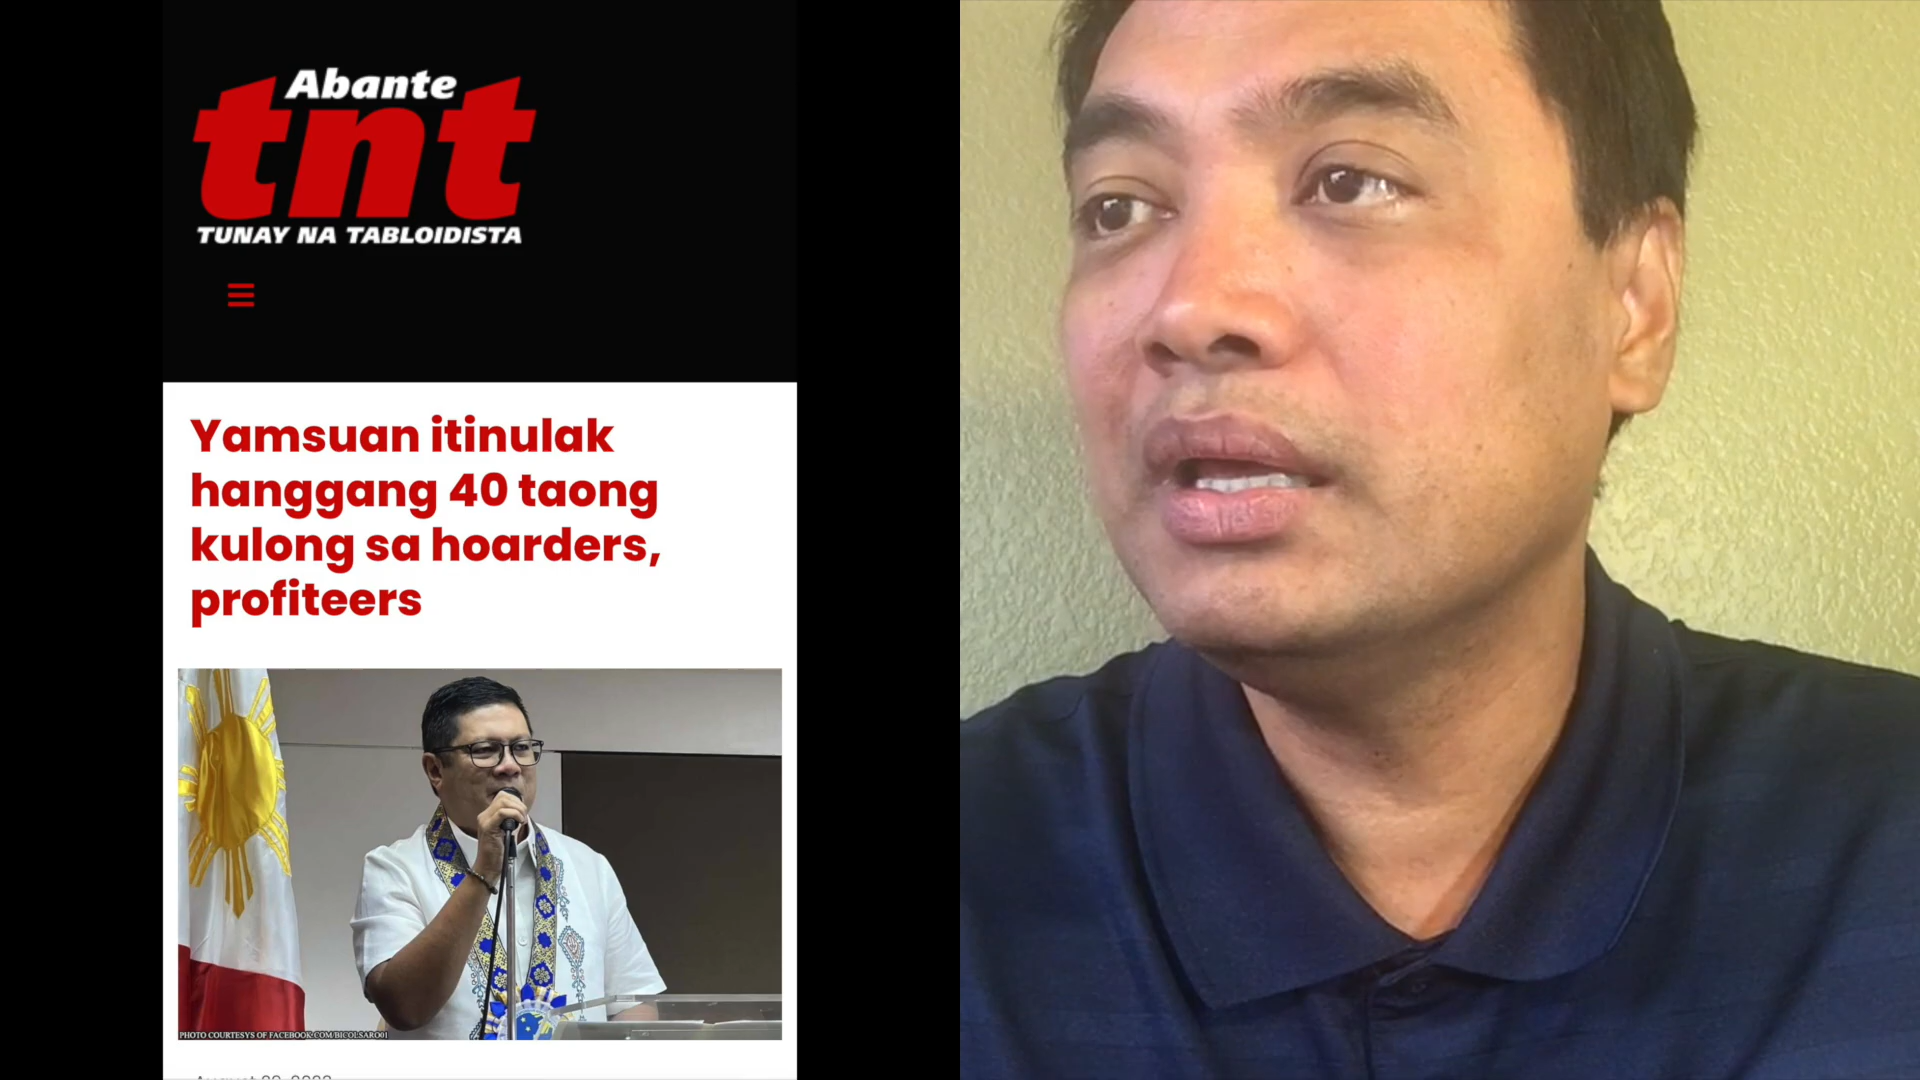 Abante
tnt
TUNAY NA TABLOIDISTA
Yamsuan itinulak
hanggang 40 taong
kulong sa hoarders,
profiteers
PHOTO COURTESYS OF FACEBOOK.COM/BICOLSARO01